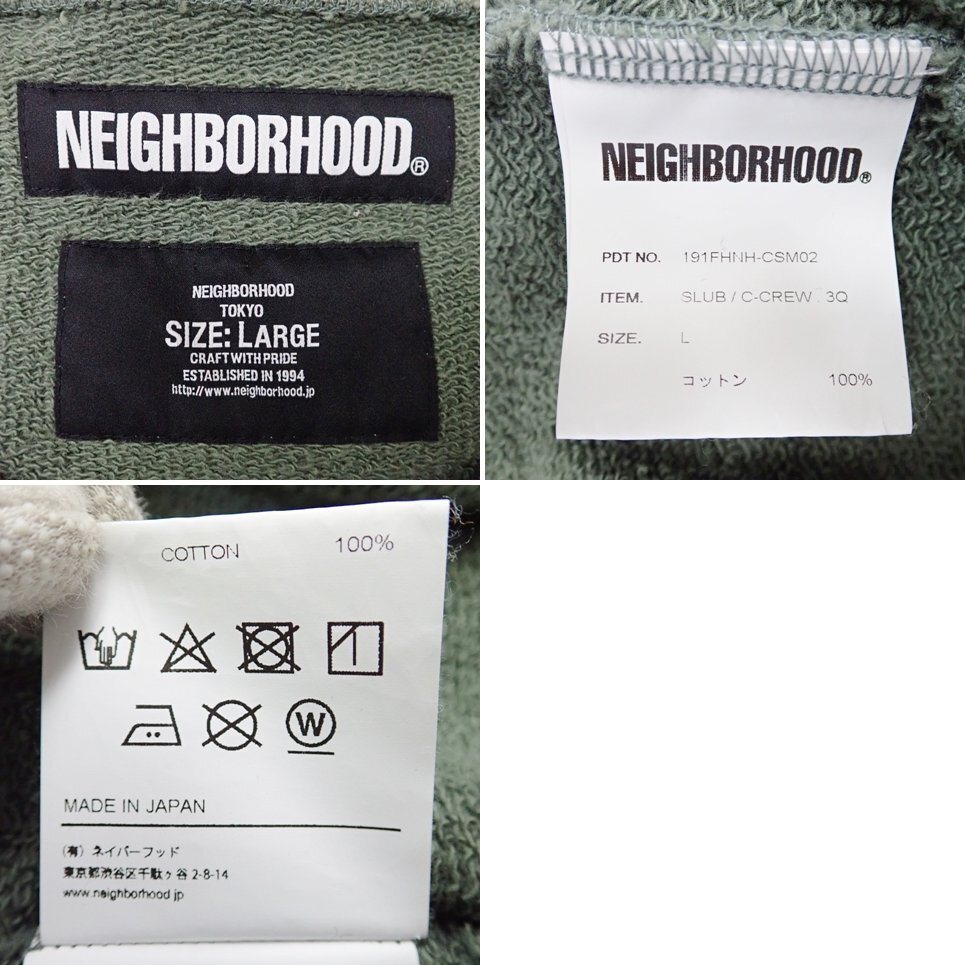 NEIGHBORHOOD®
NEIGHBORHOOD
TOKYO
SIZE: LARGE
CRAFT WITH PRIDE
ESTABLISHED IN 1994
http://www.neighborhood.jp
NEIGHBORHOOD®
PDT NO. 191FHNH-CSM02
ITEM. SLUB / C-CREW . 3Q
SIZE. L
コットン 100%
COTTON 100%
W
MADE IN JAPAN
(有) ネイバーフッド
東京都渋谷区千駄ヶ谷 2-8-14
www.neighborhood.jp